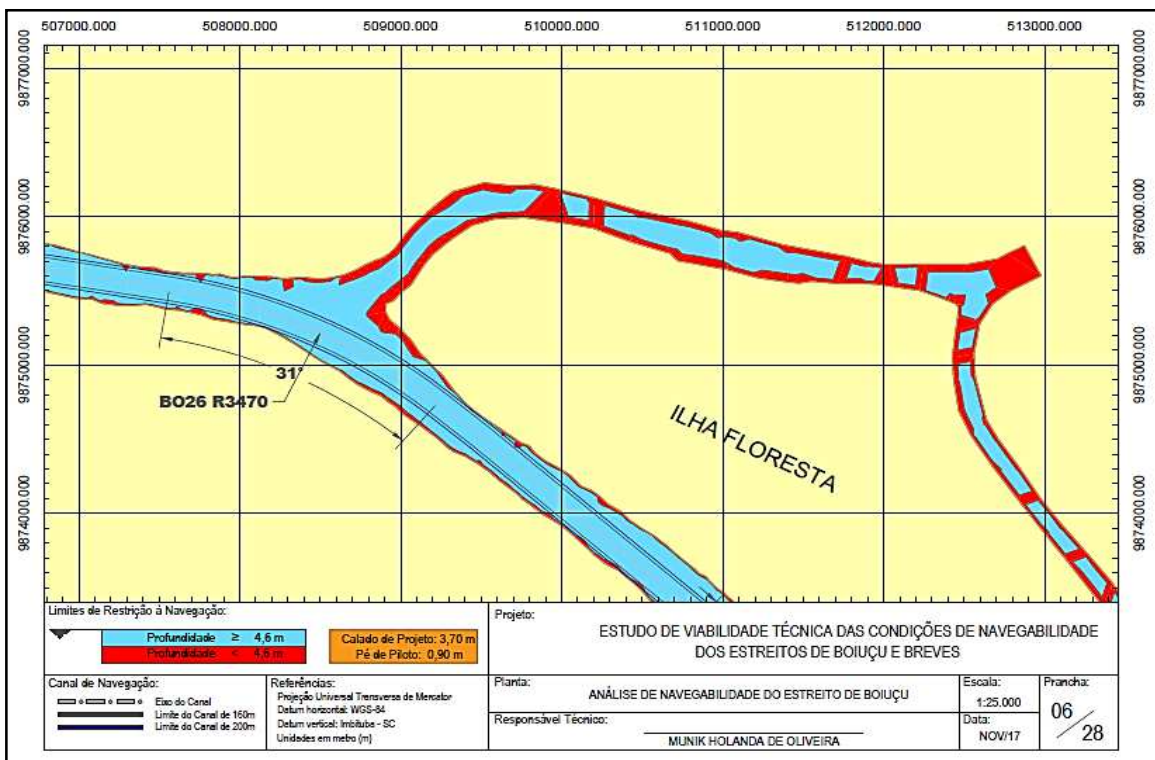 507000.000 508000.000 509000.000 510000.000 511000.000 512000.000 513000.000
9877000.000 9877000.000
9876000.000 9876000.000
9875000.000 9875000.000
9874000.000 9874000.000
31°
BO26 R3470
ILHA FLORESTA
Limites de Restrição à Navegação:
Profundidade ≥ 4,6 m
Profundidade < 4,6 m
Calado de Projeto: 3,70 m
Pé de Piloto: 0,90 m
Canal de Navegação:
Eixo do Canal
Limite do Canal de 160m
Limite do Canal de 200m
Referências:
Projeção Universal Transversa de Mercator
Datum horizontal: WGS-84
Datum vertical: Imbituba - SC
Unidades em metro (m)
Projeto:
ESTUDO DE VIABILIDADE TÉCNICA DAS CONDIÇÕES DE NAVEGABILIDADE
DOS ESTREITOS DE BOIUÇU E BREVES
Planta:
ANÁLISE DE NAVEGABILIDADE DO ESTREITO DE BOIUÇU
Responsável Técnico:
MUNIK HOLANDA DE OLIVEIRA
Escala:
1:25.000
Data:
NOV/17
Prancha:
06/28